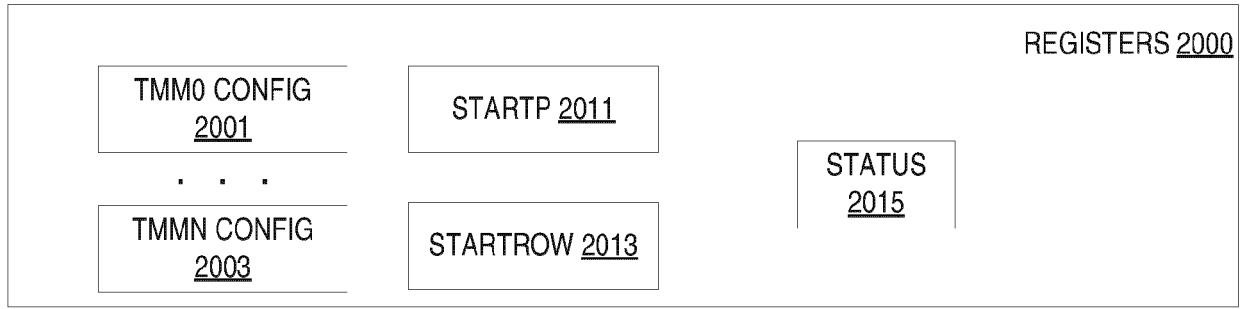 REGISTERS 2000
TMM0 CONFIG
2001
STARTP 2011
. . .
STATUS
2015
TMMN CONFIG
2003
STARTROW 2013